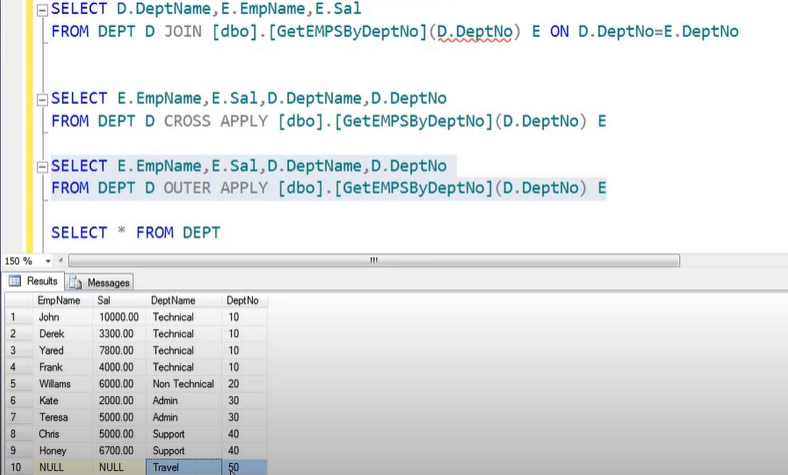 SELECT D.DeptName,E.EmpName,E.Sal
FROM DEPT D JOIN [dbo].[GetEMPSByDeptNo](D.DeptNo) E ON D.DeptNo=E.DeptNo
SELECT E.EmpName,E.Sal,D.DeptName,D.DeptNo
FROM DEPT D CROSS APPLY [dbo].[GetEMPSByDeptNo](D.DeptNo) E
SELECT E.EmpName,E.Sal,D.DeptName,D.DeptNo
FROM DEPT D OUTER APPLY [dbo].[GetEMPSByDeptNo](D.DeptNo) E
SELECT * FROM DEPT
150 %
Results Messages
EmpName Sal DeptName DeptNo
1 John 10000.00 Technical 10
2 Derek 3300.00 Technical 10
3 Yared 7800.00 Technical 10
4 Frank 4000.00 Technical 10
5 Willams 6000.00 Non Technical 20
6 Kate 2000.00 Admin 30
7 Teresa 5000.00 Admin 30
8 Chris 5000.00 Support 40
9 Honey 6700.00 Support 40
10 NULL NULL Travel 50